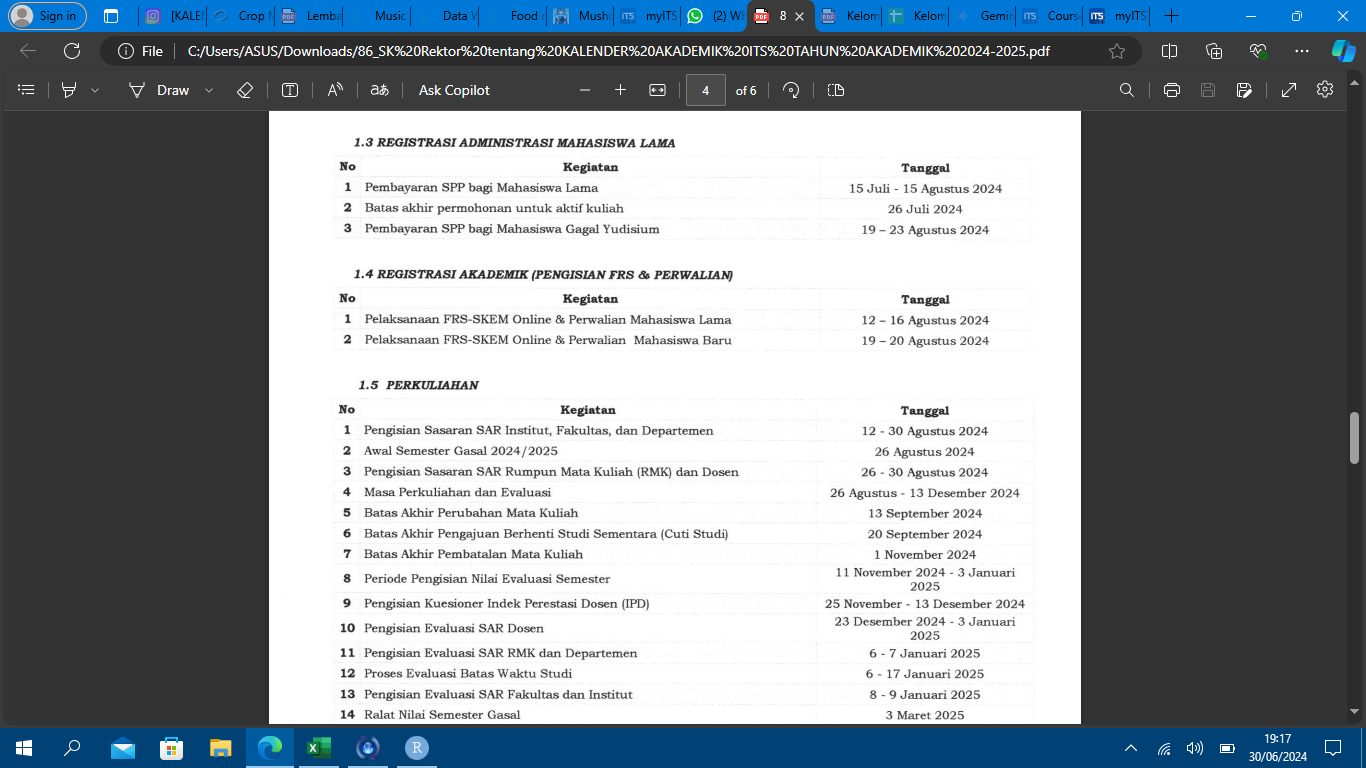 Sign in
[KALE
Crop M
Lemba
Music
Data V
Food
Mush
myITS
(2) Wh
8
Kelom
Kelon
Gemir
Cours
myITS
File C:/Users/ASUS/Downloads/86_SK%20Rektor%20tentang%20KALENDER%20AKADEMIK%20ITS%20TAHUN%20AKADEMIK%202024-2025.pdf
Draw Ask Copilot 4 of 6
1.3 REGISTRASI ADMINISTRASI MAHASISWA LAMA
No Kegiatan Tanggal
1 Pembayaran SPP bagi Mahasiswa Lama 15 Juli - 15 Agustus 2024
2 Batas akhir permohonan untuk aktif kuliah 26 Juli 2024
3 Pembayaran SPP bagi Mahasiswa Gagal Yudisium 19 – 23 Agustus 2024
1.4 REGISTRASI AKADEMIK (PENGISIAN FRS & PERWALIAN)
No Kegiatan Tanggal
1 Pelaksanaan FRS-SKEM Online & Perwalian Mahasiswa Lama 12 – 16 Agustus 2024
2 Pelaksanaan FRS-SKEM Online & Perwalian Mahasiswa Baru 19 – 20 Agustus 2024
1.5 PERKULIAHAN
No Kegiatan Tanggal
1 Pengisian Sasaran SAR Institut, Fakultas, dan Departemen 12 - 30 Agustus 2024
2 Awal Semester Gasal 2024/2025 26 Agustus 2024
3 Pengisian Sasaran SAR Rumpun Mata Kuliah (RMK) dan Dosen 26 - 30 Agustus 2024
4 Masa Perkuliahan dan Evaluasi 26 Agustus - 13 Desember 2024
5 Batas Akhir Perubahan Mata Kuliah 13 September 2024
6 Batas Akhir Pengajuan Berhenti Studi Sementara (Cuti Studi) 20 September 2024
7 Batas Akhir Pembatalan Mata Kuliah 1 November 2024
8 Periode Pengisian Nilai Evaluasi Semester 11 November 2024 - 3 Januari
2025
9 Pengisian Kuesioner Indek Perestasi Dosen (IPD) 25 November - 13 Desember 2024
10 Pengisian Evaluasi SAR Dosen 23 Desember 2024 - 3 Januari
2025
11 Pengisian Evaluasi SAR RMK dan Departemen 6 - 7 Januari 2025
12 Proses Evaluasi Batas Waktu Studi 6 - 17 Januari 2025
13 Pengisian Evaluasi SAR Fakultas dan Institut 8 - 9 Januari 2025
14 Ralat Nilai Semester Gasal 3 Maret 2025
19:17
30/06/2024